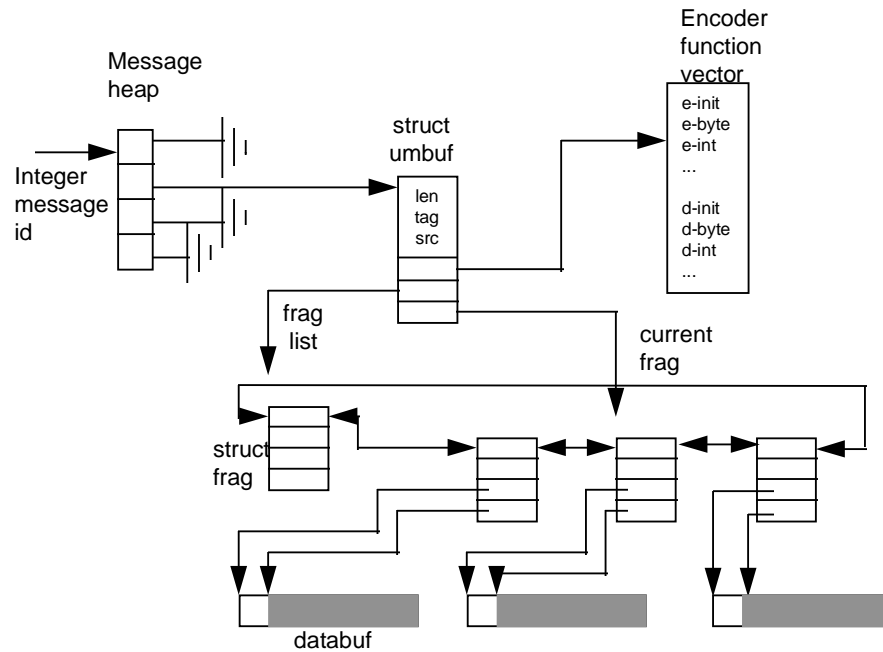 Message
heap
Integer
message
id
struct
umbuf
len
tag
src
Encoder
function
vector
e-init
e-byte
e-int
...
d-init
d-byte
d-int
...
frag
list
current
frag
struct
frag
databuf